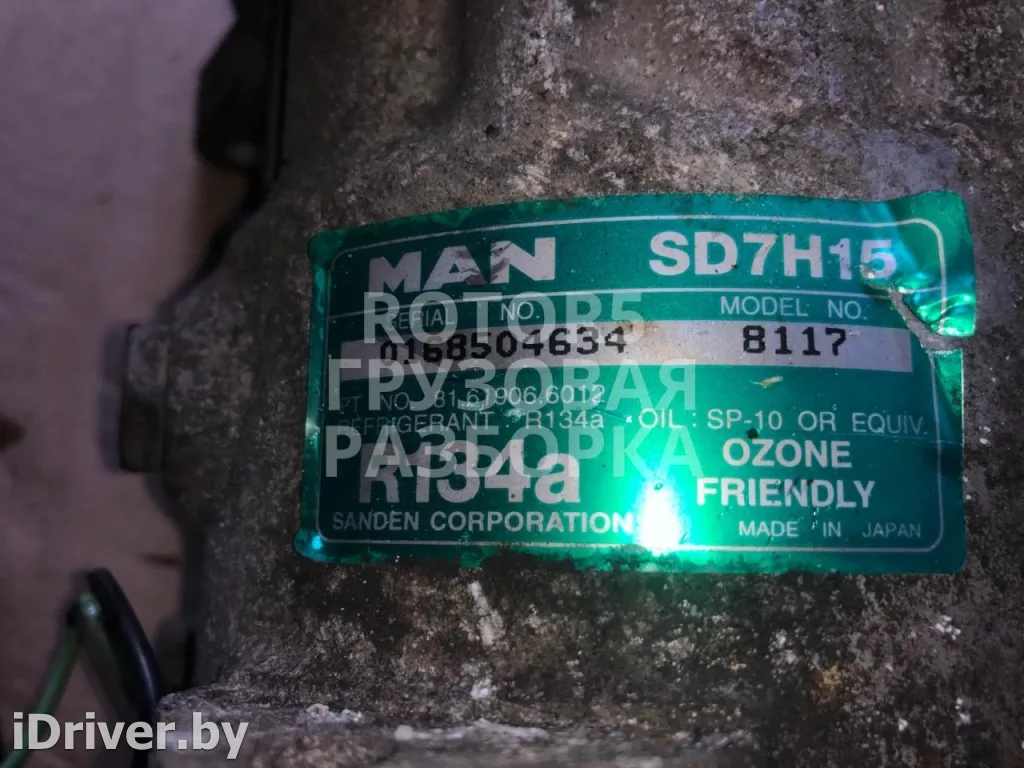 MAN SD7H15
SERIAL NO. MODEL NO.
0168504634 8117
PT NO. 81.61906.6012
REFRIGERANT : R134a OIL : SP-10 OR EQUIV.
R134a OZONE
FRIENDLY
SANDEN CORPORATION MADE IN JAPAN
ROTOR5
ГРУЗОВАЯ
РАЗБОРКА
iDriver.by